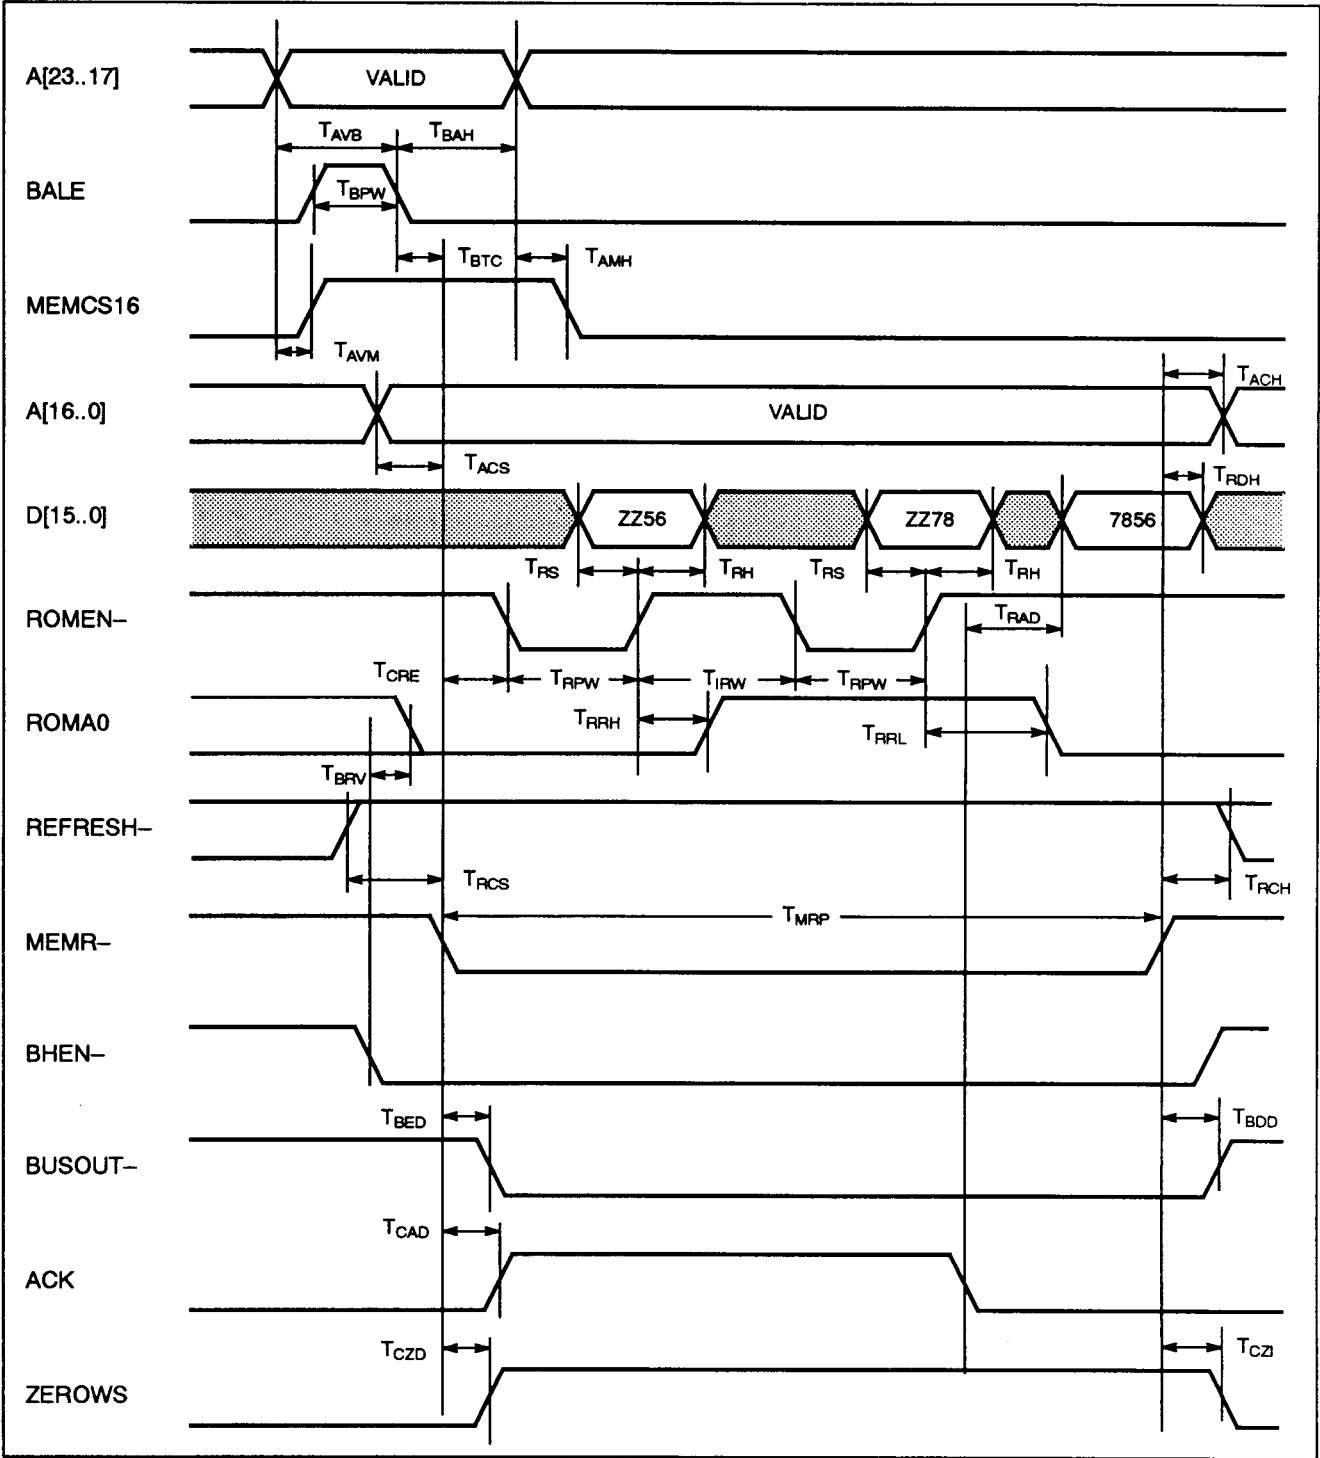 A[23..17] VALID
TAVB TBAH
BALE TBPW
TBTC TAMH
MEMCS16
TAVM
TACH
A[16..0] VALID
TACS
TRDH
D[15..0] ZZ56 ZZ78 7856
TRS TRH TRS TRH
ROMEN– TRAD
TCRE TRPW TIRW TRPW
ROMA0 TRRH TRRL
TBRV
REFRESH–
TRCS TRCH
TMRP
MEMR–
BHEN–
TBED TBDD
BUSOUT–
TCAD
ACK
TCZD TCZI
ZEROWS